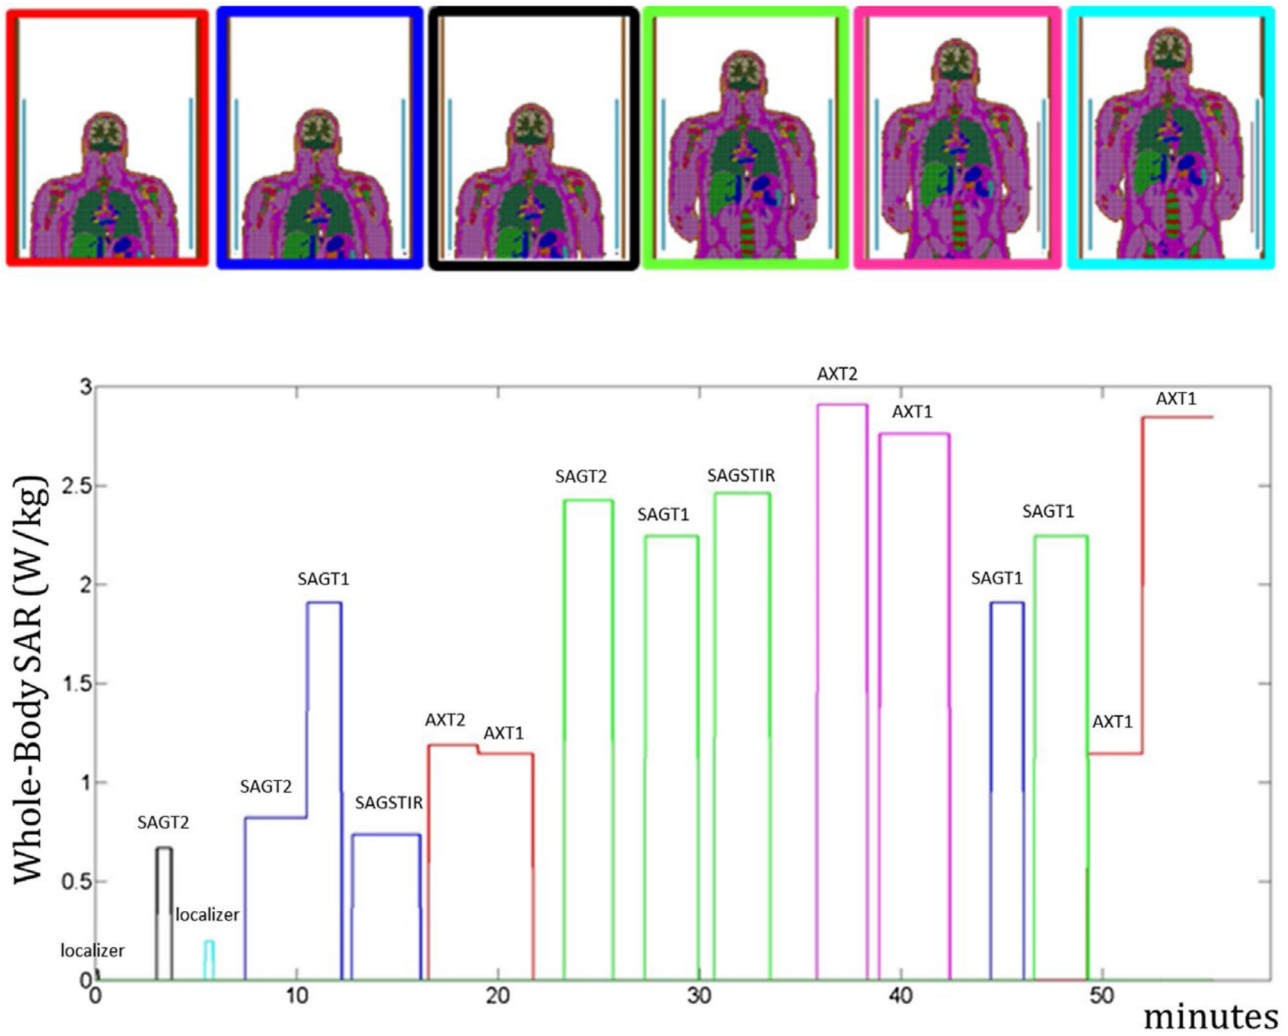 AXT2
3
AXT1
AXT1
SAGT2
SAGSTIR
2.5
SAGT1
SAGT1
SAGT1
SAGT1
2
1.5
AXT2
AXT1
AXT1
1
SAGT2
SAGSTIR
SAGT2
0.5
localizer
localizer
0
Whole-Body SAR (W/kg)
0 10 20 30 40 50
minutes